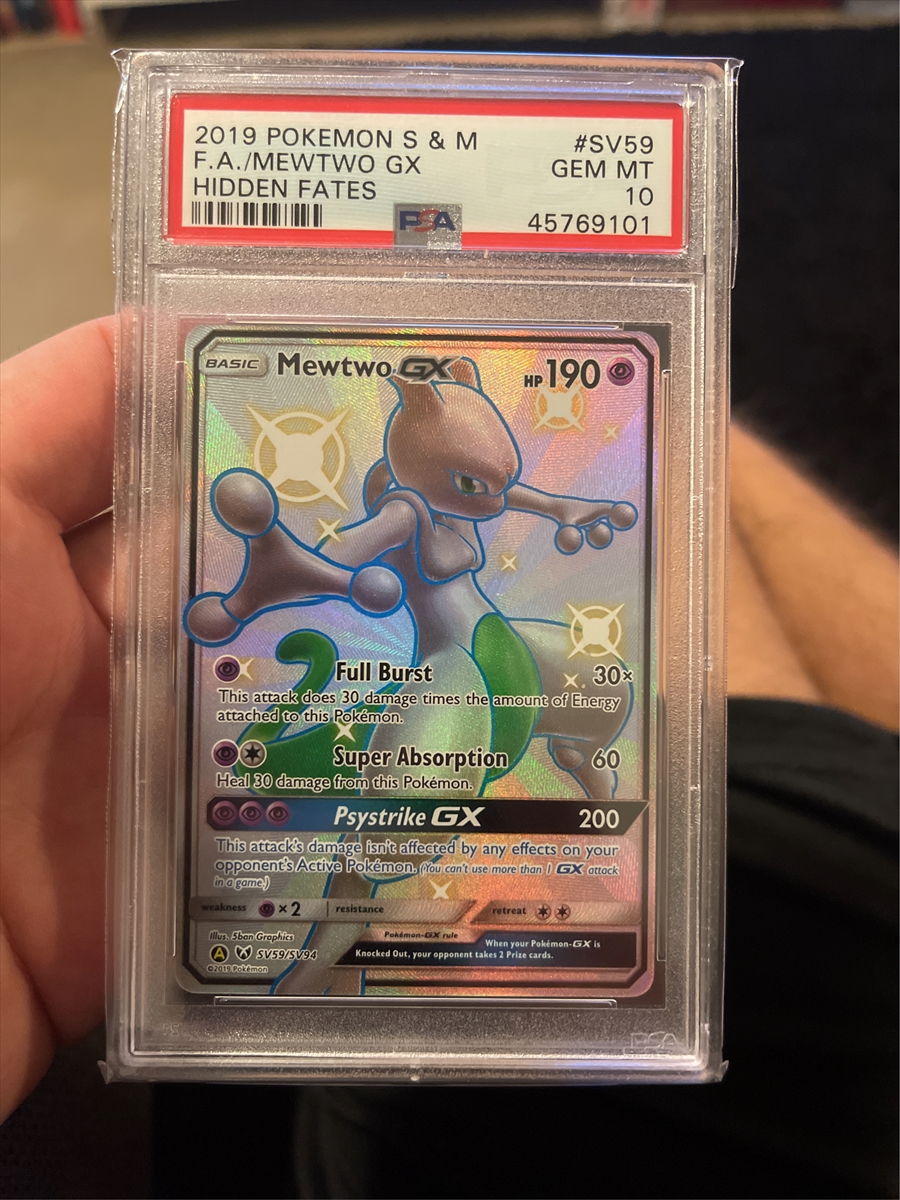 2019 POKEMON S & M #SV59
F.A./MEWTWO GX GEM MT
HIDDEN FATES 10
PSA 45769101
BASIC Mewtwo GX HP 190
Full Burst 30×
This attack does 30 damage times the amount of Energy
attached to this Pokémon.
Super Absorption 60
Heal 30 damage from this Pokémon.
Psystrike GX 200
This attack's damage isn't affected by any effects on your
opponent's Active Pokémon. (You can't use more than 1 GX attack
in a game.)
weakness ×2 resistance retreat
Illus. 5ban Graphics
Pokémon-GX rule
When your Pokémon-GX is
Knocked Out, your opponent takes 2 Prize cards.
A SV59/SV94
©2019 Pokémon
PSA